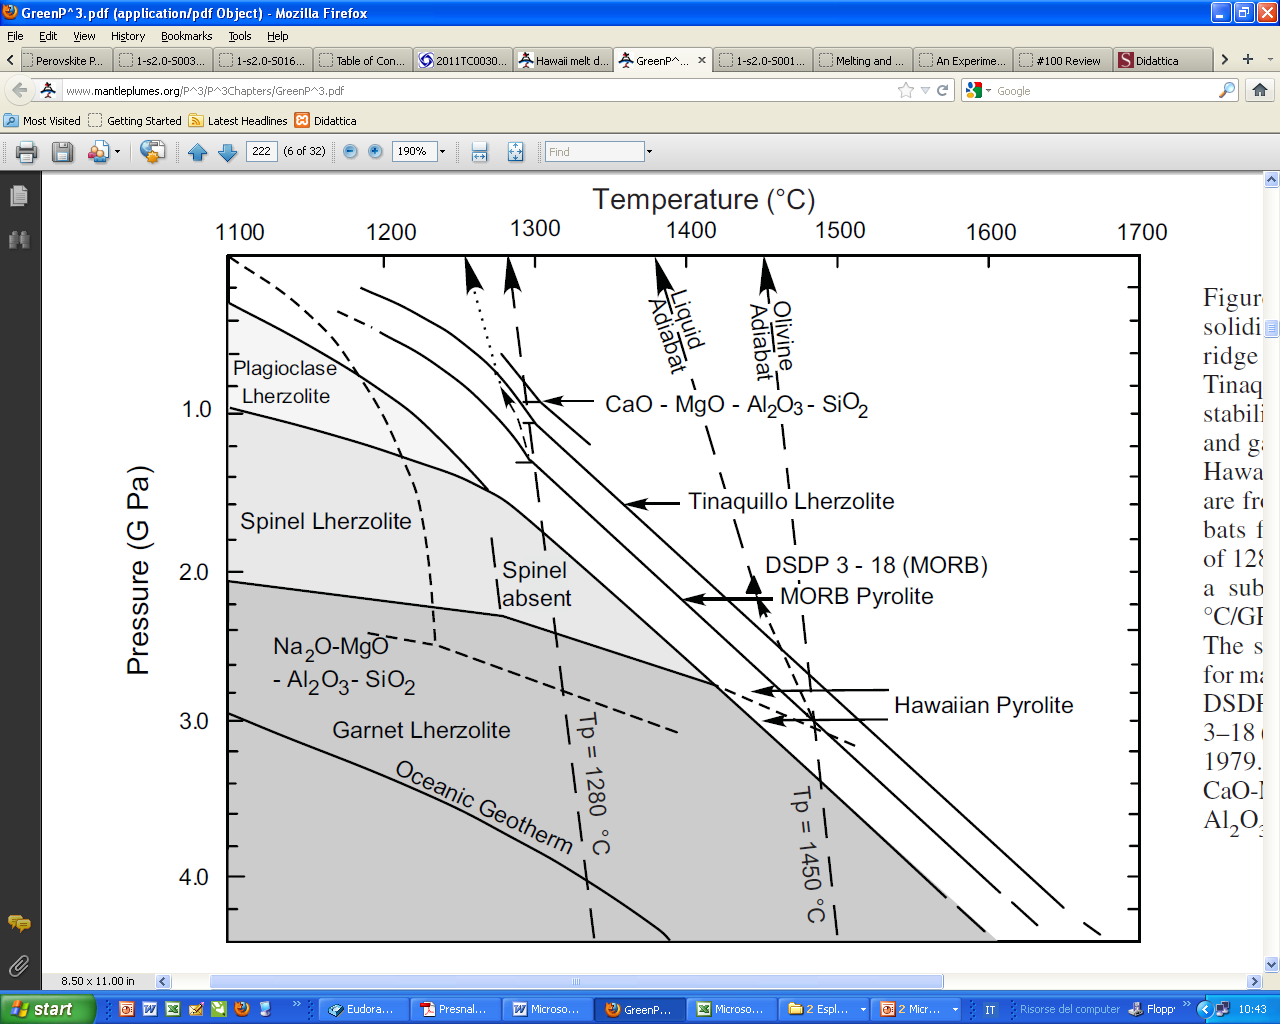 GreenP^3.pdf (application/pdf Object) - Mozilla Firefox
File Edit View History Bookmarks Tools Help
Perovskite P... 1-s2.0-S003... 1-s2.0-S016... Table of Con... 2011TC0030... Hawaii melt d... GreenP^... 1-s2.0-S001... Melting and ... An Experime... #100 Review Didattica
www.mantleplumes.org/P^3/P^3Chapters/GreenP^3.pdf Google
Most Visited Getting Started Latest Headlines Didattica
222 (6 of 32) 190% Find
Temperature (°C)
1100 1200 1300 1400 1500 1600 1700
Pressure (G Pa)
1.0
2.0
3.0
4.0
Liquid
Adiabat
Olivine
Adiabat
Plagioclase
Lherzolite
CaO - MgO - Al2O3 - SiO2
Tinaquillo Lherzolite
Spinel Lherzolite
Spinel
absent
DSDP 3 - 18 (MORB)
MORB Pyrolite
Na2O-MgO
- Al2O3- SiO2
Hawaiian Pyrolite
Garnet Lherzolite
Oceanic Geotherm
Tp = 1280 °C
Tp = 1450 °C
Figur
solidi
ridge
Tinaq
stabili
and ga
Hawa
are fro
bats f
of 128
a sub
°C/GP
The s
for ma
DSDP
3–18 (
1979.
CaO-M
Al2O3
8.50 x 11.00 in
start Eudora... Presnal... Microso... GreenP... Microso... 2 Espl... 2 Micr... IT Risorse del computer Flopp 10:43